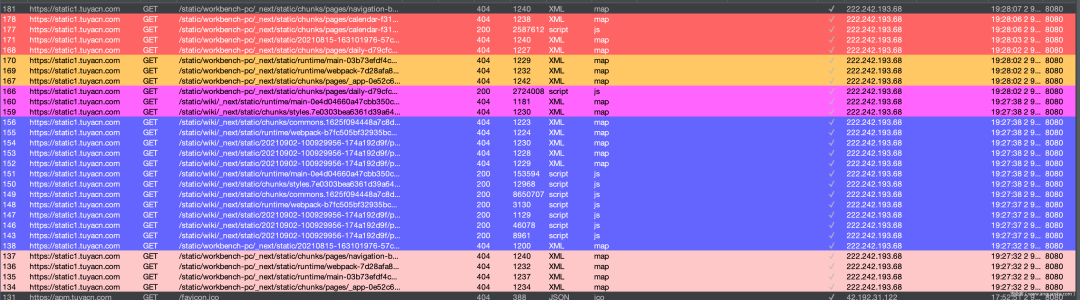 181 https://static1.tuyacn.com GET /static/workbench-pc/_next/static/chunks/pages/navigation-b... 404 1240 XML map ✓ 222.242.193.68 19:28:07 2 9... 8080
178 https://static1.tuyacn.com GET /static/workbench-pc/_next/static/chunks/pages/calendar-f31... 404 1238 XML map ✓ 222.242.193.68 19:28:06 2 9... 8080
177 https://static1.tuyacn.com GET /static/workbench-pc/_next/static/chunks/pages/calendar-f31... 200 2587612 script js ✓ 222.242.193.68 19:28:03 2 9... 8080
171 https://static1.tuyacn.com GET /static/workbench-pc/_next/static/20210815-163101976-57c... 404 1240 XML map ✓ 222.242.193.68 19:28:03 2 9... 8080
168 https://static1.tuyacn.com GET /static/workbench-pc/_next/static/chunks/pages/daily-d79cfc... 404 1227 XML map ✓ 222.242.193.68 19:28:02 2 9... 8080
170 https://static1.tuyacn.com GET /static/workbench-pc/_next/static/runtime/main-03b73efdf4c... 404 1229 XML map ✓ 222.242.193.68 19:28:02 2 9... 8080
169 https://static1.tuyacn.com GET /static/workbench-pc/_next/static/runtime/webpack-7d28afa8... 404 1232 XML map ✓ 222.242.193.68 19:28:02 2 9... 8080
167 https://static1.tuyacn.com GET /static/workbench-pc/_next/static/chunks/pages/_app-0e52c6... 404 1242 XML map ✓ 222.242.193.68 19:28:02 2 9... 8080
166 https://static1.tuyacn.com GET /static/workbench-pc/_next/static/chunks/pages/daily-d79cfc... 200 2724008 script js ✓ 222.242.193.68 19:28:02 2 9... 8080
160 https://static1.tuyacn.com GET /static/wiki/_next/static/runtime/main-0e4d04660a47cbb350c... 404 1181 XML map ✓ 222.242.193.68 19:27:38 2 9... 8080
159 https://static1.tuyacn.com GET /static/wiki/_next/static/chunks/styles.7e0303bea6361d39a64... 404 1230 XML map ✓ 222.242.193.68 19:27:38 2 9... 8080
156 https://static1.tuyacn.com GET /static/wiki/_next/static/chunks/commons.1625f094448a7c8d... 404 1223 XML map ✓ 222.242.193.68 19:27:38 2 9... 8080
155 https://static1.tuyacn.com GET /static/wiki/_next/static/runtime/webpack-b7fc505bf32935bc... 404 1224 XML map ✓ 222.242.193.68 19:27:38 2 9... 8080
154 https://static1.tuyacn.com GET /static/wiki/_next/static/20210902-100929956-174a192d9f/p... 404 1230 XML map ✓ 222.242.193.68 19:27:38 2 9... 8080
153 https://static1.tuyacn.com GET /static/wiki/_next/static/20210902-100929956-174a192d9f/p... 404 1228 XML map ✓ 222.242.193.68 19:27:38 2 9... 8080
152 https://static1.tuyacn.com GET /static/wiki/_next/static/20210902-100929956-174a192d9f/p... 404 1229 XML map ✓ 222.242.193.68 19:27:38 2 9... 8080
151 https://static1.tuyacn.com GET /static/wiki/_next/static/runtime/main-0e4d04660a47cbb350c... 200 153594 script js ✓ 222.242.193.68 19:27:38 2 9... 8080
150 https://static1.tuyacn.com GET /static/wiki/_next/static/chunks/styles.7e0303bea6361d39a64... 200 12968 script js ✓ 222.242.193.68 19:27:38 2 9... 8080
149 https://static1.tuyacn.com GET /static/wiki/_next/static/chunks/commons.1625f094448a7c8d... 200 8650707 script js ✓ 222.242.193.68 19:27:38 2 9... 8080
148 https://static1.tuyacn.com GET /static/wiki/_next/static/runtime/webpack-b7fc505bf32935bc... 200 3130 script js ✓ 222.242.193.68 19:27:37 2 9... 8080
147 https://static1.tuyacn.com GET /static/wiki/_next/static/20210902-100929956-174a192d9f/p... 200 1129 script js ✓ 222.242.193.68 19:27:37 2 9... 8080
146 https://static1.tuyacn.com GET /static/wiki/_next/static/20210902-100929956-174a192d9f/p... 200 46078 script js ✓ 222.242.193.68 19:27:37 2 9... 8080
143 https://static1.tuyacn.com GET /static/wiki/_next/static/20210902-100929956-174a192d9f/p... 200 8961 script js ✓ 222.242.193.68 19:27:37 2 9... 8080
138 https://static1.tuyacn.com GET /static/workbench-pc/_next/static/20210815-163101976-57c... 404 1200 XML map ✓ 222.242.193.68 19:27:32 2 9... 8080
137 https://static1.tuyacn.com GET /static/workbench-pc/_next/static/chunks/pages/navigation-b... 404 1240 XML map ✓ 222.242.193.68 19:27:32 2 9... 8080
136 https://static1.tuyacn.com GET /static/workbench-pc/_next/static/runtime/webpack-7d28afa8... 404 1232 XML map ✓ 222.242.193.68 19:27:32 2 9... 8080
135 https://static1.tuyacn.com GET /static/workbench-pc/_next/static/runtime/main-03b73efdf4c... 404 1237 XML map ✓ 222.242.193.68 19:27:32 2 9... 8080
134 https://static1.tuyacn.com GET /static/workbench-pc/_next/static/chunks/pages/_app-0e52c6... 404 1234 XML map ✓ 222.242.193.68 19:27:32 2 9... 8080
131 https://apm.tuyacn.com GET /favicon.ico 404 388 JSON ico ✓ 42.192.31.122 8080